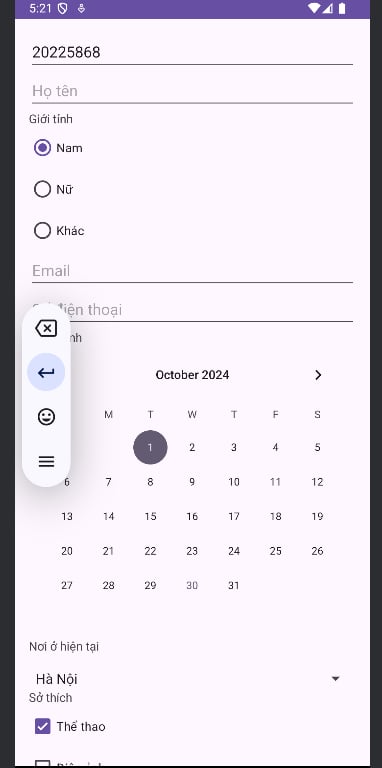 5:21
20225868
Họ tên
Giới tính
Nam
Nữ
Khác
Email
điện thoại
October 2024
M T W T F S
1 2 3 4 5
6 7 8 9 10 11 12
13 14 15 16 17 18 19
20 21 22 23 24 25 26
27 28 29 30 31
Nơi ở hiện tại
Hà Nội
Sở thích
Thể thao